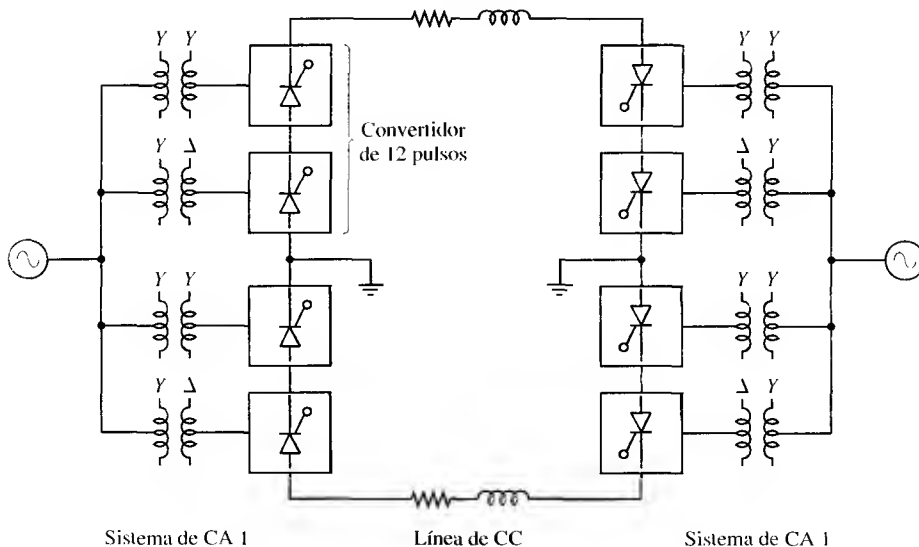 Y Y Y Y
Y Δ Δ Y
Convertidor
de 12 pulsos
Y Y Y Y
Y Δ Δ Y
Sistema de CA 1 Línea de CC Sistema de CA 1